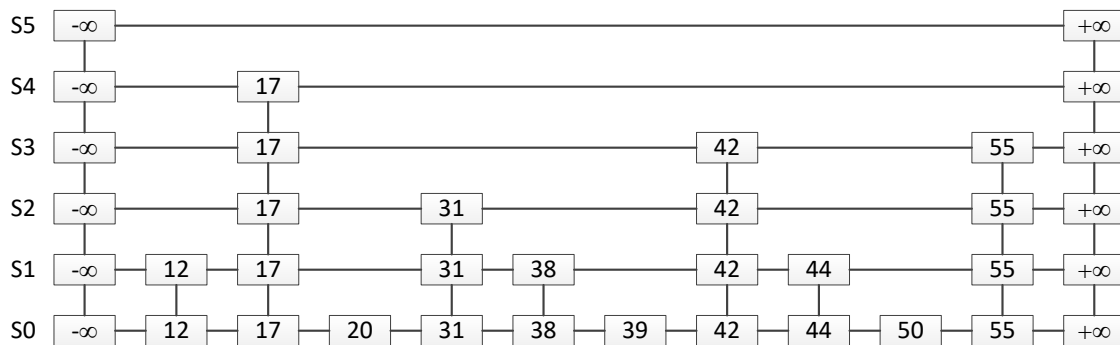 S5 -∞ +∞
S4 -∞ 17 +∞
S3 -∞ 17 42 55 +∞
S2 -∞ 17 31 42 55 +∞
S1 -∞ 12 17 31 38 42 44 55 +∞
S0 -∞ 12 17 20 31 38 39 42 44 50 55 +∞